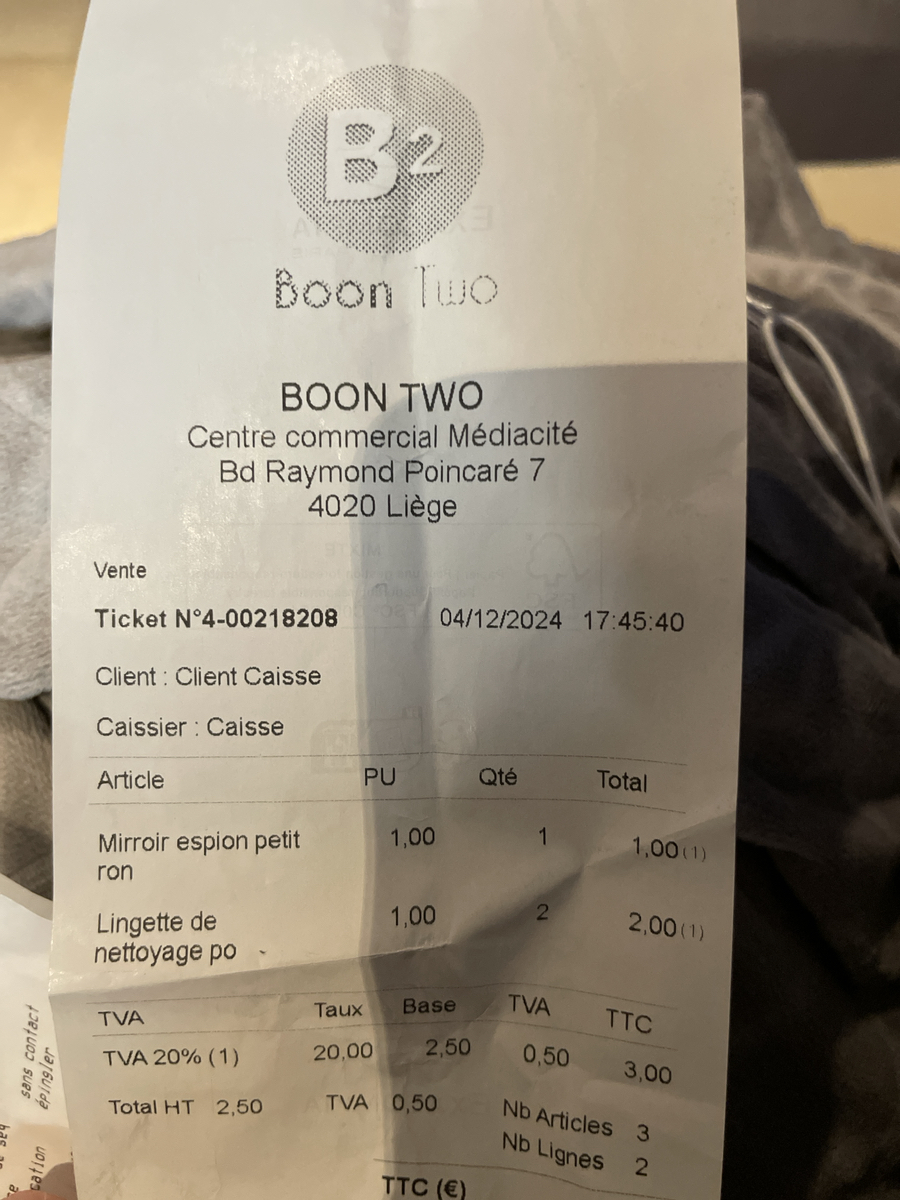 B2
Boon Two
BOON TWO
Centre commercial Médiacité
Bd Raymond Poincaré 7
4020 Liège
Vente
Ticket N°4-00218208 04/12/2024 17:45:40
Client : Client Caisse
Caissier : Caisse
Article PU Qté Total
Mirroir espion petit 1,00 1 1,00(1)
ron
Lingette de 1,00 2 2,00(1)
nettoyage po
TVA Taux Base TVA TTC
TVA 20% (1) 20,00 2,50 0,50 3,00
Total HT 2,50 TVA 0,50 Nb Articles 3
Nb Lignes 2
TTC (€)
sans contact
épingler